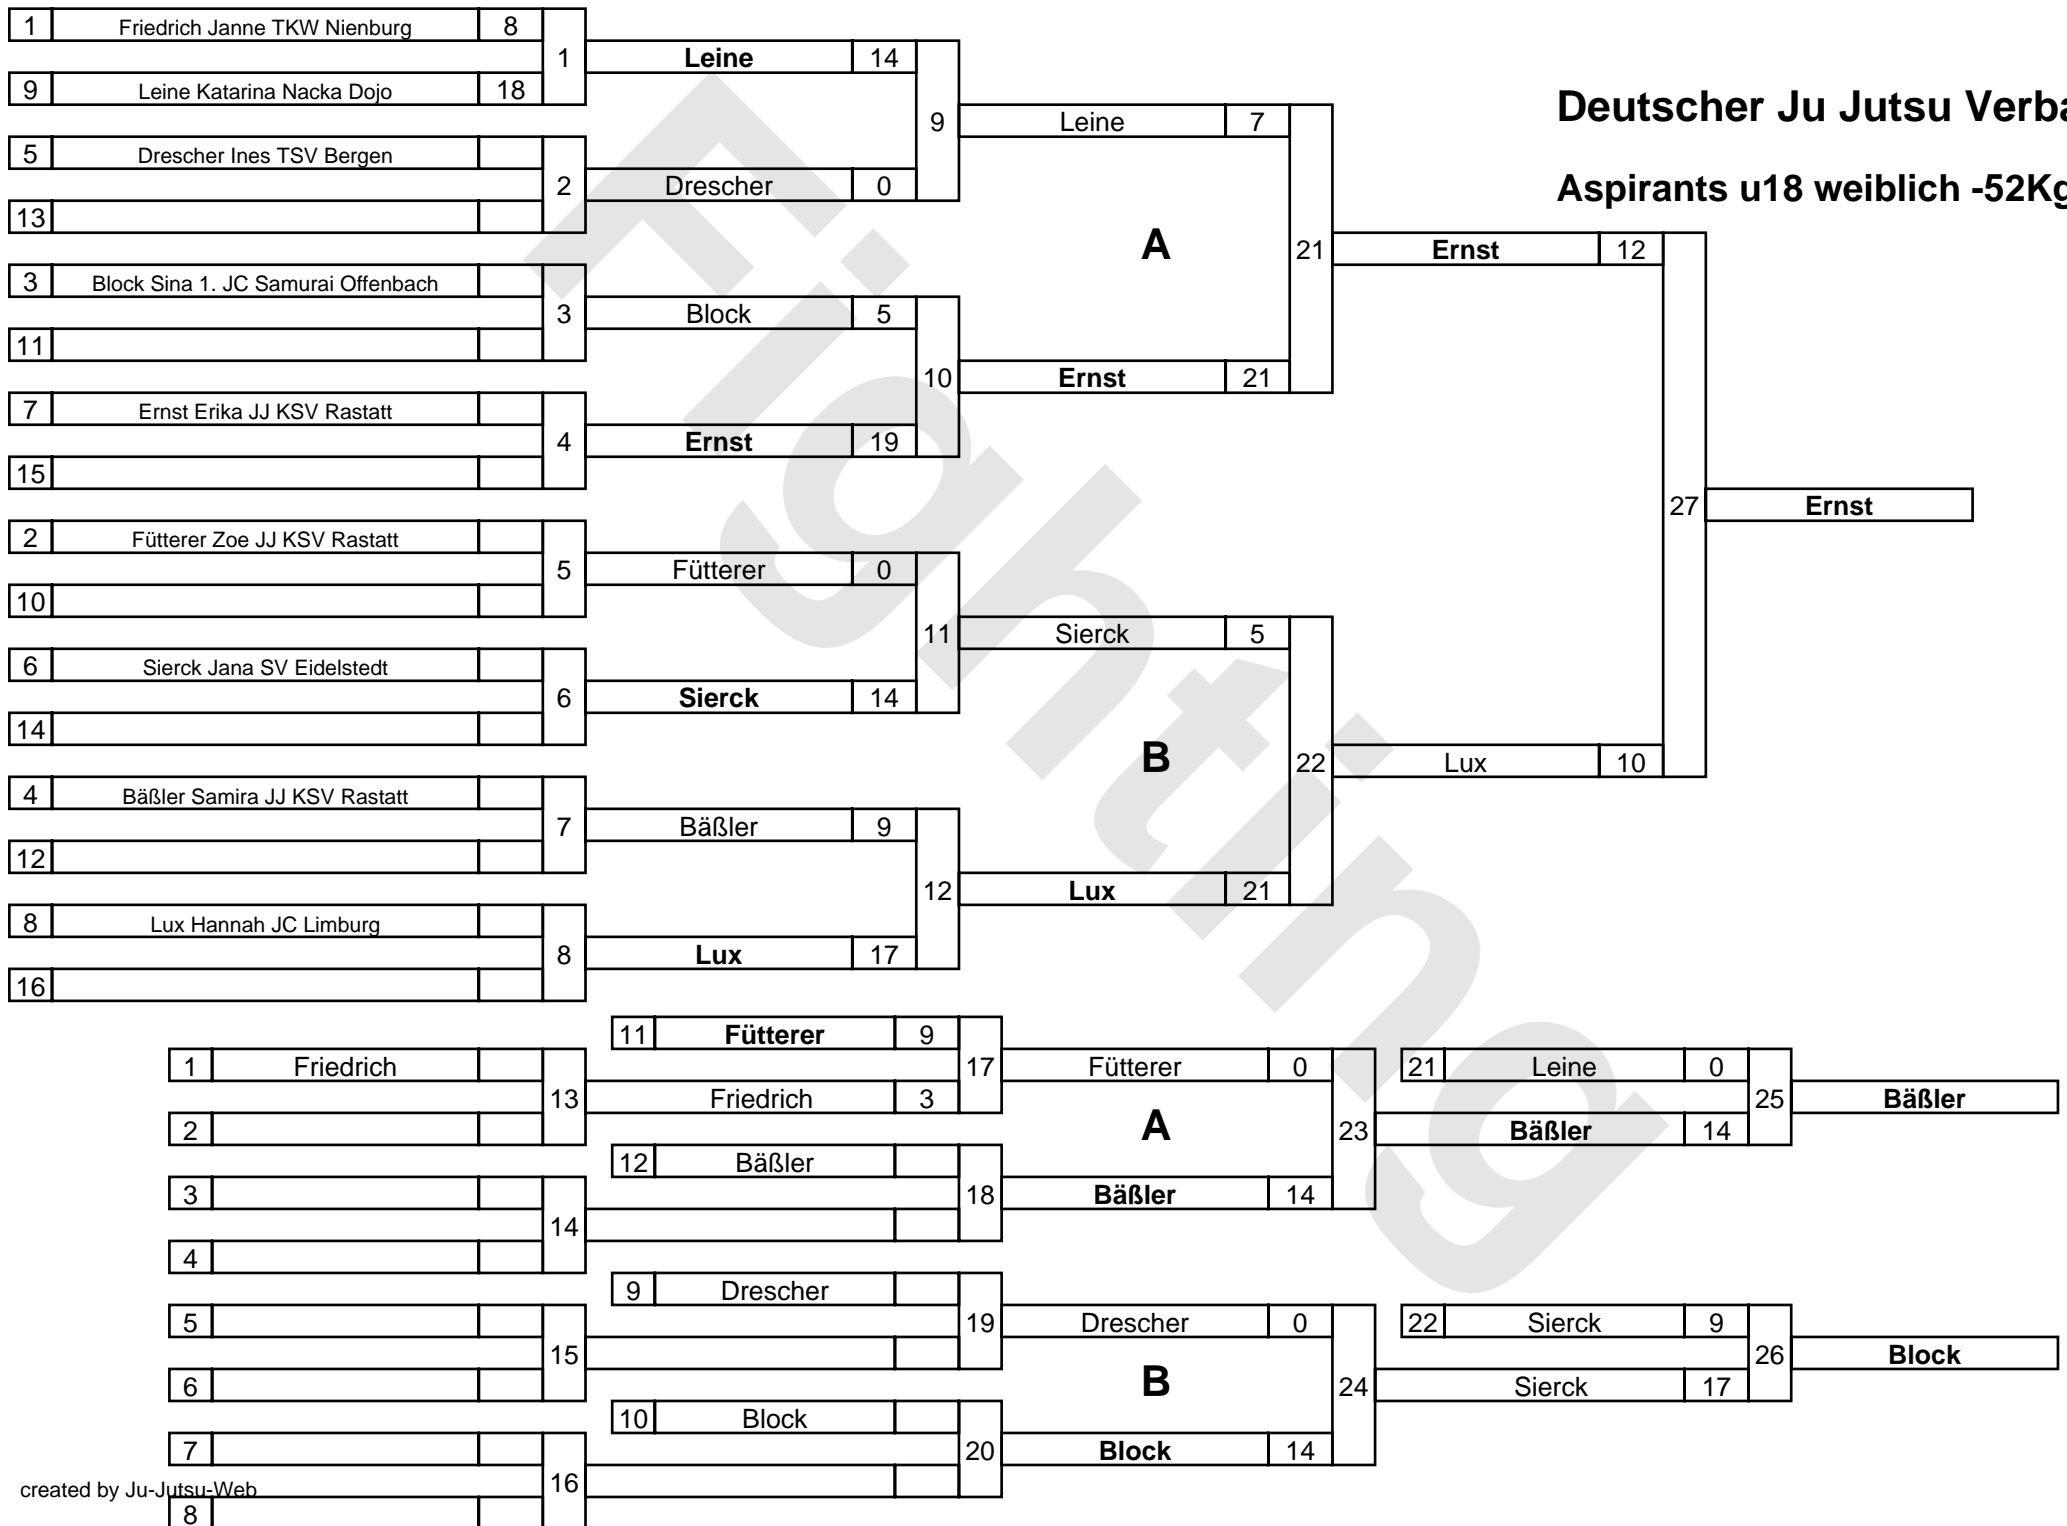 1 Friedrich Janne TKW Nienburg 8
1
Leine 14
9 Leine Katarina Nacka Dojo 18
Deutscher Ju Jutsu Verba
9
Leine 7
5 Drescher Ines TSV Bergen
2
Drescher 0
Aspirants u18 weiblich -52Kg
13
A
21
Ernst 12
3 Block Sina 1. JC Samurai Offenbach
3
Block 5
11
10
Ernst 21
7 Ernst Erika JJ KSV Rastatt
4
Ernst 19
15
27
Ernst
2 Fütterer Zoe JJ KSV Rastatt
5
Fütterer 0
10
11
Sierck 5
6 Sierck Jana SV Eidelstedt
6
Sierck 14
14
B
22
Lux 10
4 Bäßler Samira JJ KSV Rastatt
7
Bäßler 9
12
12
Lux 21
8 Lux Hannah JC Limburg
8
Lux 17
16
11 Fütterer 9
1 Friedrich
17
Fütterer 0
21 Leine 0
13
Friedrich 3
25
Bäßler
2
A
23
Bäßler 14
12 Bäßler
3
18
Bäßler 14
14
4
9 Drescher
5
19
Drescher 0
22 Sierck 9
15
26
Block
6
B
24
Sierck 17
10 Block
7
20
Block 14
16
created by Ju-Jutsu-Web
8
Fighting